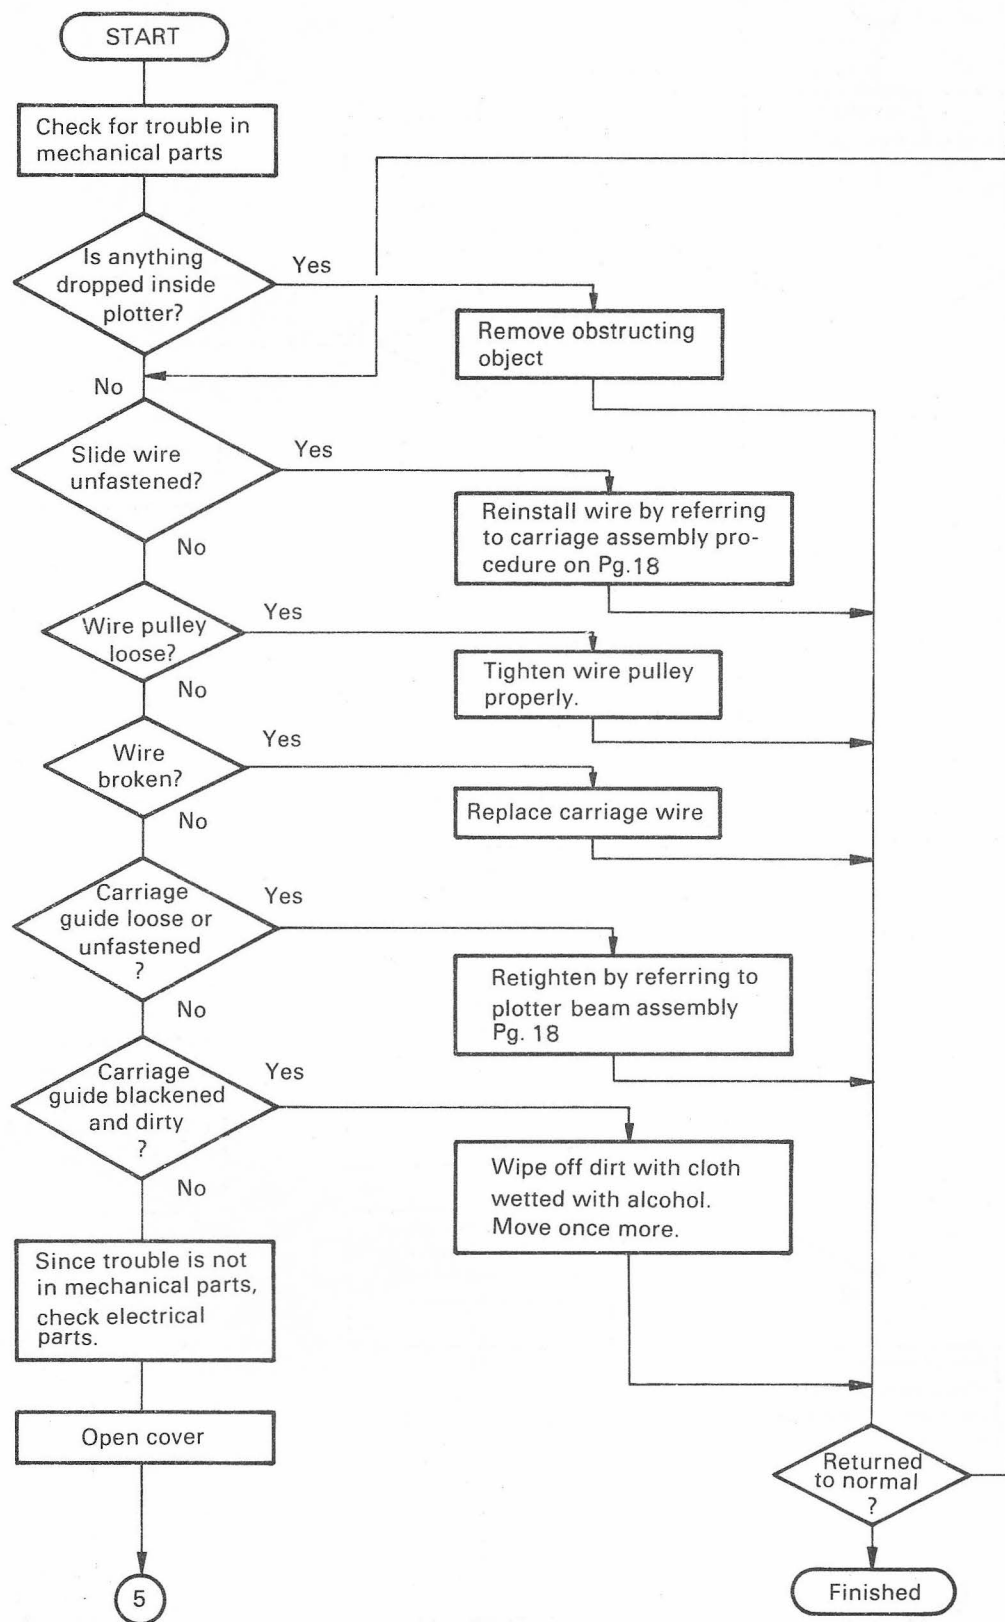 START
Check for trouble in
mechanical parts
Is anything
dropped inside
plotter?
Yes
Remove obstructing
object
No
Slide wire
unfastened?
Yes
Reinstall wire by referring
to carriage assembly pro-
cedure on Pg.18
No
Wire pulley
loose?
Yes
Tighten wire pulley
properly.
No
Wire
broken?
Yes
Replace carriage wire
No
Carriage
guide loose or
unfastened
?
Yes
Retighten by referring to
plotter beam assembly
Pg. 18
No
Carriage
guide blackened
and dirty
?
Yes
Wipe off dirt with cloth
wetted with alcohol.
Move once more.
No
Since trouble is not
in mechanical parts,
check electrical
parts.
Open cover
5
Returned
to normal
?
Finished